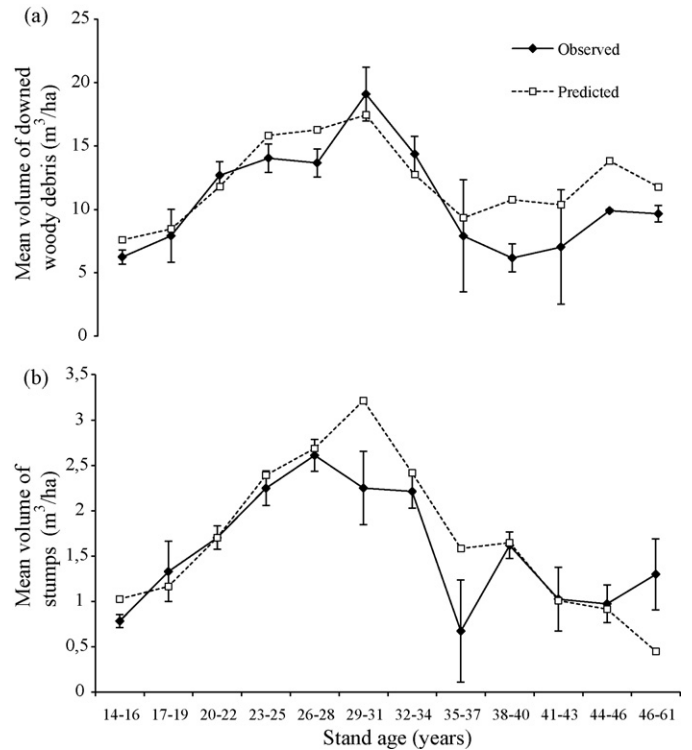 (a)
25
20
15
10
5
0
Mean volume of downed
woody debris (m³/ha)
Observed
Predicted
(b)
3,5
3
2,5
2
1,5
1
0,5
0
Mean volume of
stumps (m³/ha)
14-16 17-19 20-22 23-25 26-28 29-31 32-34 35-37 38-40 41-43 44-46 46-61
Stand age (years)